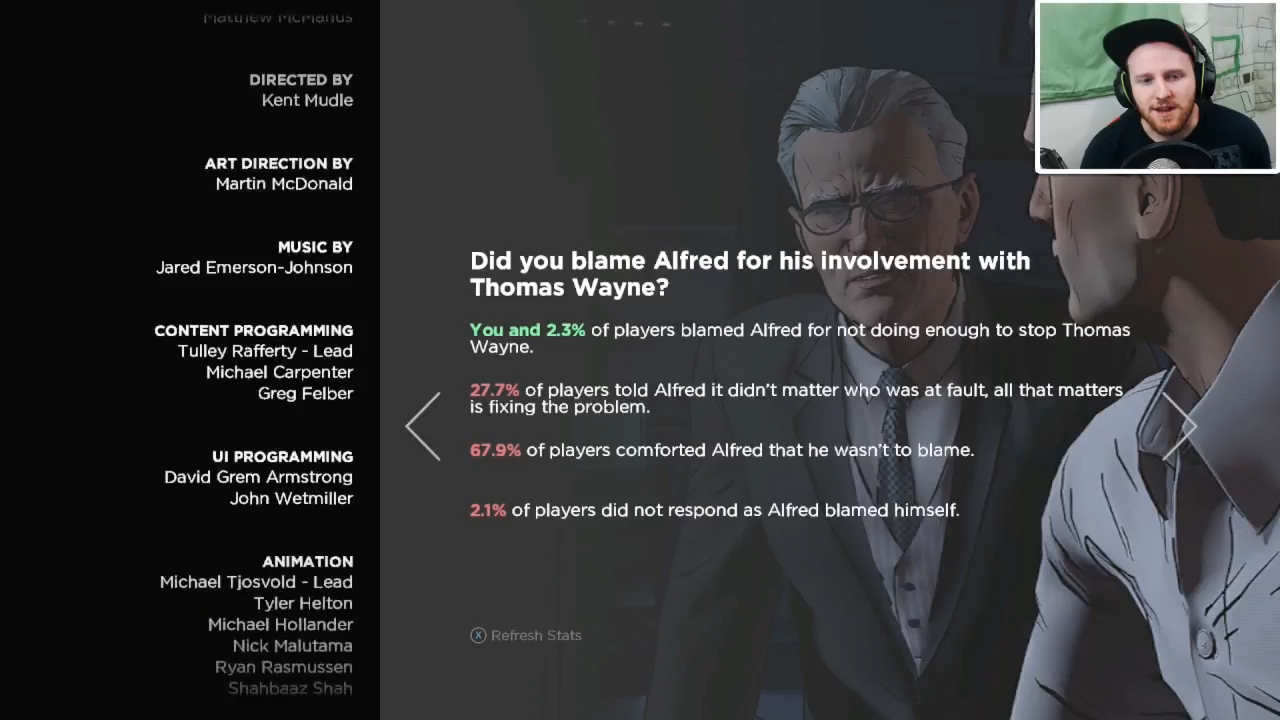 Matthew McManus
DIRECTED BY
Kent Mudle
ART DIRECTION BY
Martin McDonald
MUSIC BY
Jared Emerson-Johnson
CONTENT PROGRAMMING
Tulley Rafferty - Lead
Michael Carpenter
Greg Felber
UI PROGRAMMING
David Grem Armstrong
John Wetmiller
ANIMATION
Michael Tjosvold - Lead
Tyler Helton
Michael Hollander
Nick Malutama
Ryan Rasmussen
Shahbaaz Shah
Did you blame Alfred for his involvement with
Thomas Wayne?
You and 2.3% of players blamed Alfred for not doing enough to stop Thomas
Wayne.
27.7% of players told Alfred it didn't matter who was at fault, all that matters
is fixing the problem.
67.9% of players comforted Alfred that he wasn't to blame.
2.1% of players did not respond as Alfred blamed himself.
X Refresh Stats